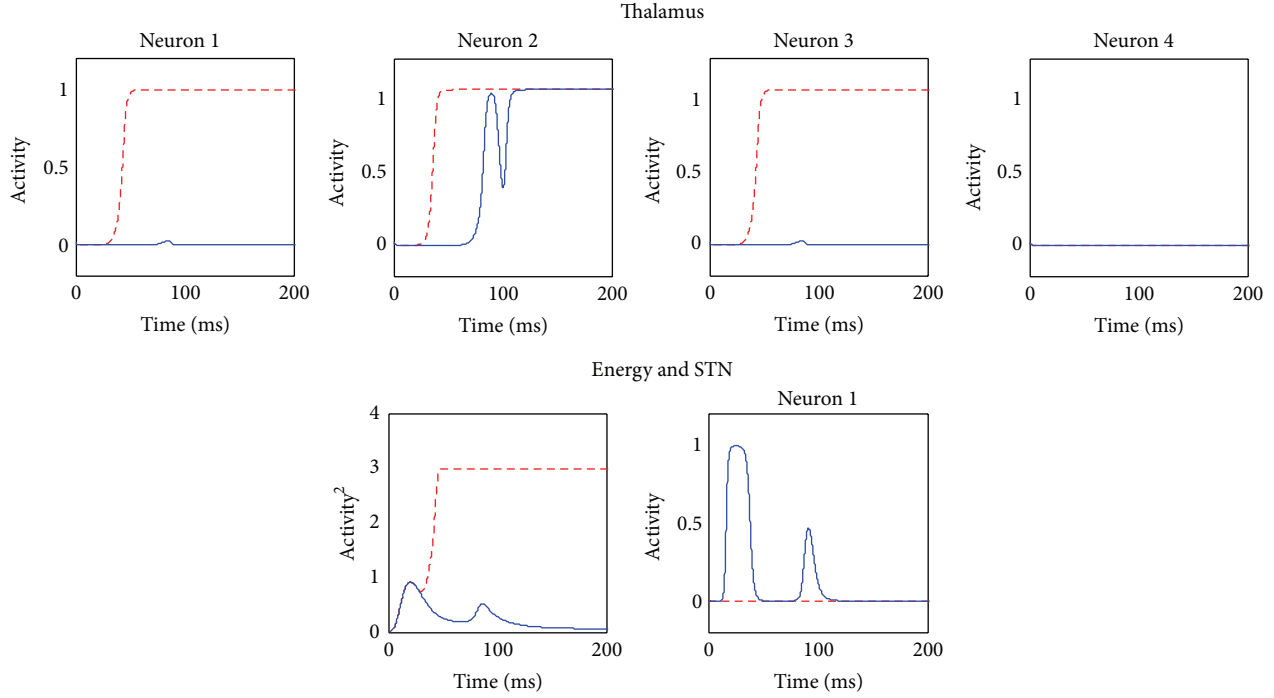 Thalamus
Neuron 1
Neuron 2
Neuron 3
Neuron 4
1
0.5
0
Activity
0 100 200
Time (ms)
1
0.5
0
Activity
0 100 200
Time (ms)
1
0.5
0
Activity
0 100 200
Time (ms)
1
0.5
0
Activity
0 100 200
Time (ms)
Energy and STN
4
3
2
1
0
Activity²
0 100 200
Time (ms)
Neuron 1
1
0.5
0
Activity
0 100 200
Time (ms)